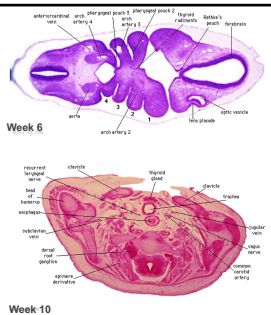 pharyngeal pouch 2
pharyngeal pouch 3
anteriorcardinal
vein
arch
artery 4
arch
artery 3
thyroid
rudiments
Rathke's
pouch
forebrain
4
3
2
1
aorta
arch artery 2
lens placode
optic vesicle
Week 6
recurrent
laryngeal
nerve
clavicle
thyroid
gland
clavicle
trachea
head
of
humerus
esophagus
subclavian
vein
dorsal
root
ganglion
epimere
derivative
jugular
vein
vagus
nerve
common
carotid
artery
Week 10